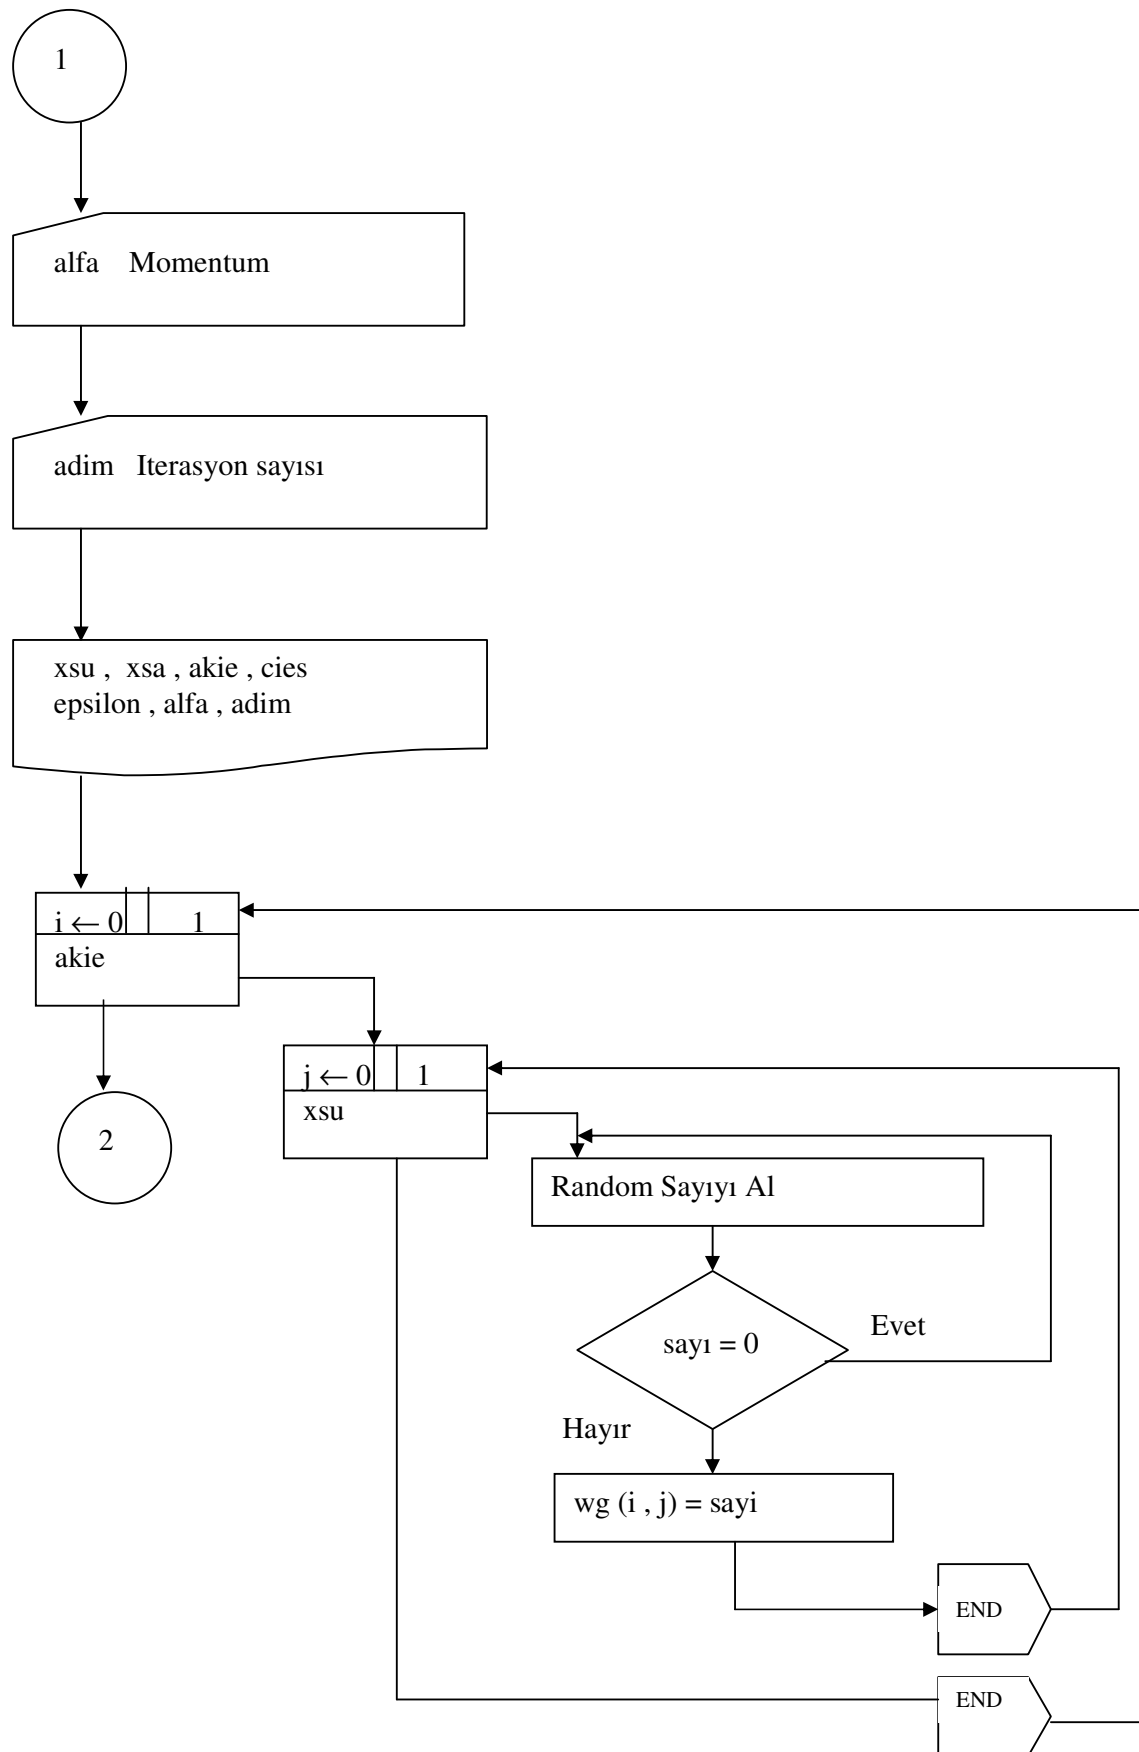 1
alfa Momentum
adim Iterasyon sayısı
xsu , xsa , akie , cies
epsilon , alfa , adim
i ← 0 1
akie
j ← 0 1
xsu
2
Random Sayıyı Al
sayı = 0
Evet
Hayır
wg (i , j) = sayi
END
END